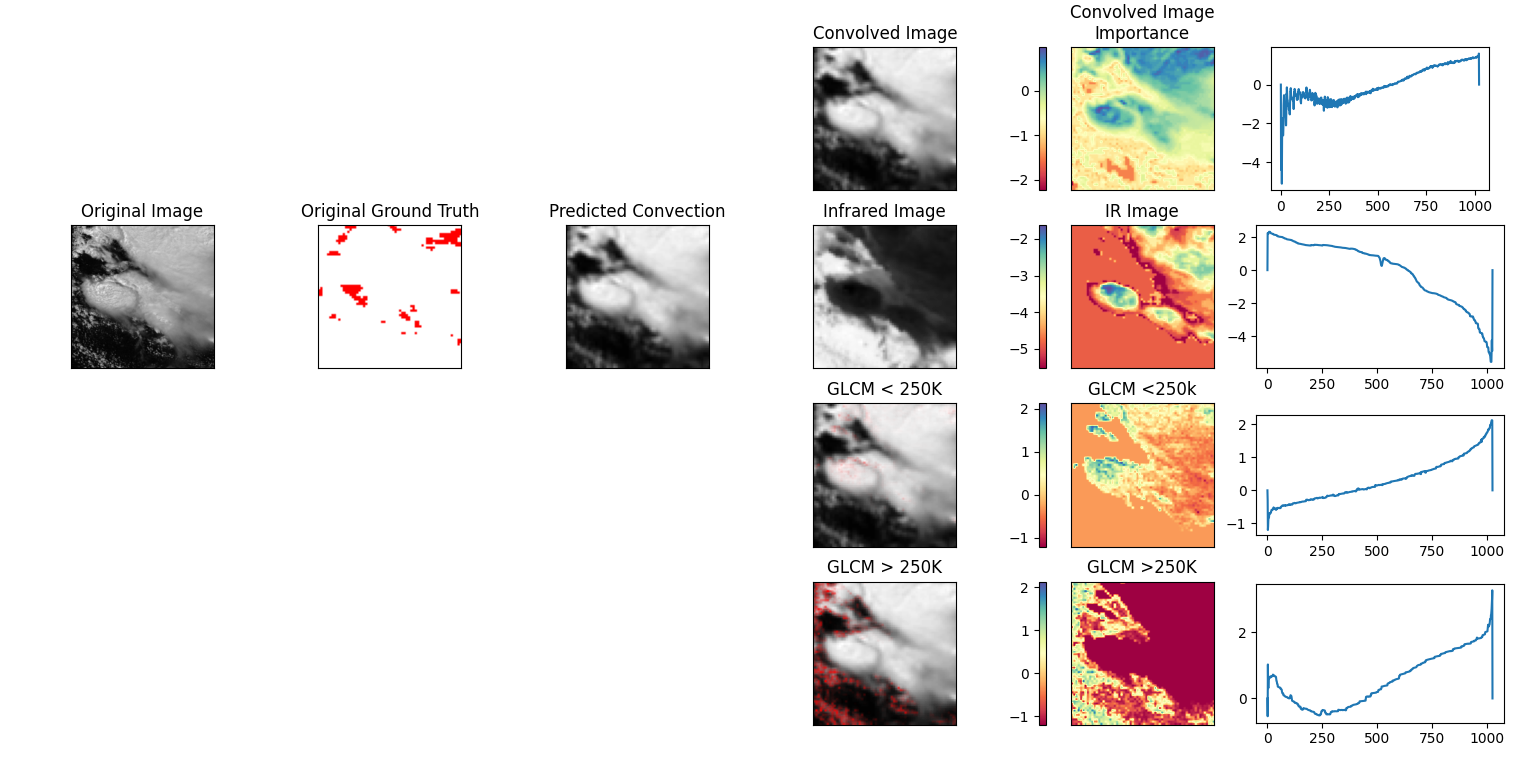 Convolved Image
Convolved Image
Importance
0
−1
−2
0
−2
−4
0 250 500 750 1000
Original Image
Original Ground Truth
Predicted Convection
Infrared Image
IR Image
−2
−3
−4
−5
2
0
−2
−4
0 250 500 750 1000
GLCM < 250K
GLCM <250k
2
1
0
−1
2
1
0
−1
0 250 500 750 1000
GLCM > 250K
GLCM >250K
2
1
0
−1
2
0
0 250 500 750 1000